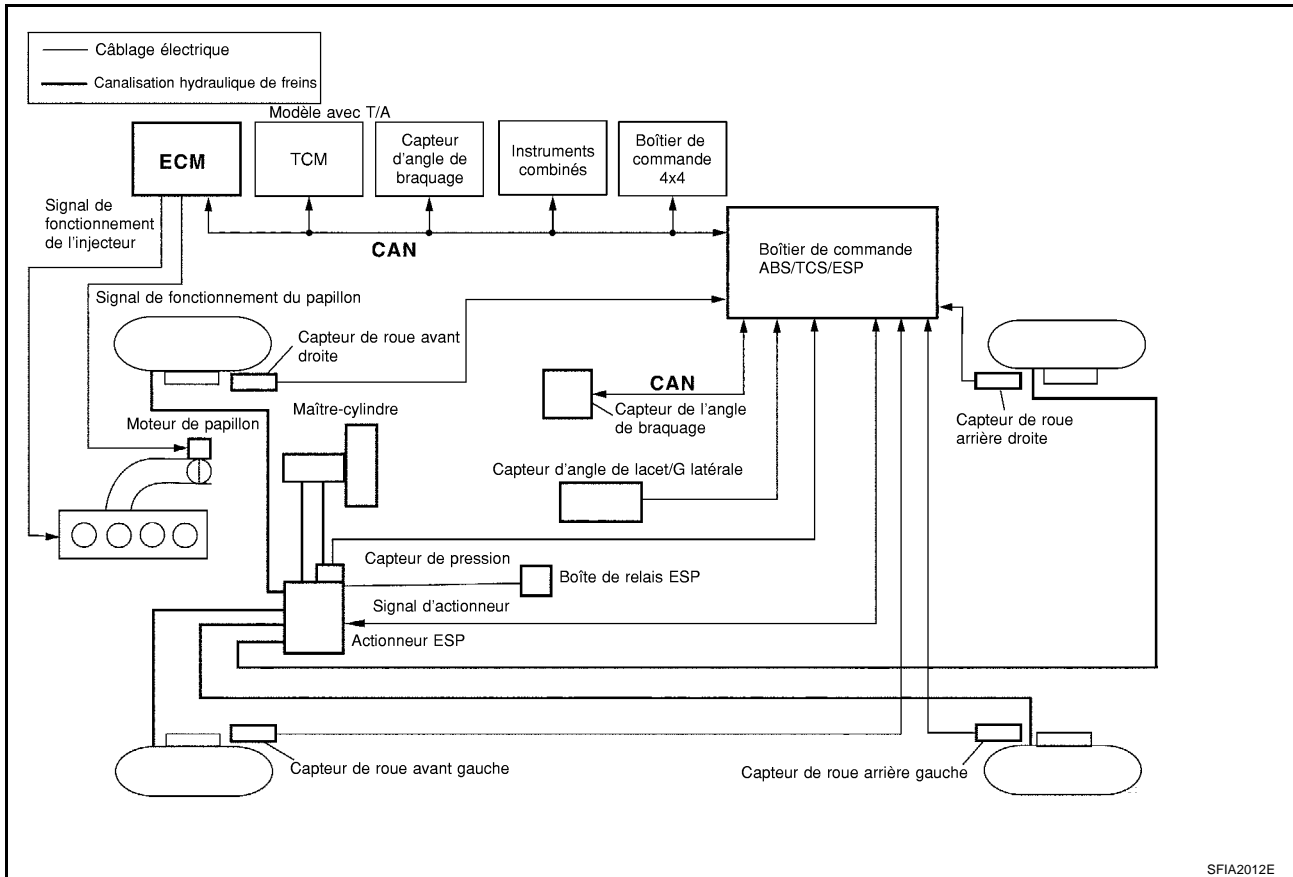 Câblage électrique
Canalisation hydraulique de freins
Modèle avec T/A
ECM
TCM
Capteur
d'angle de
braquage
Instruments
combinés
Boîtier de
commande
4x4
Signal de
fonctionnement
de l'injecteur
CAN
Boîtier de commande
ABS/TCS/ESP
Signal de fonctionnement du papillon
Capteur de roue avant
droite
CAN
Capteur de l'angle
de braquage
Capteur de roue
arrière droite
Maître-cylindre
Moteur de papillon
Capteur d'angle de lacet/G latérale
Capteur de pression
Boîte de relais ESP
Signal d'actionneur
Actionneur ESP
Capteur de roue avant gauche
Capteur de roue arrière gauche
SFIA2012E